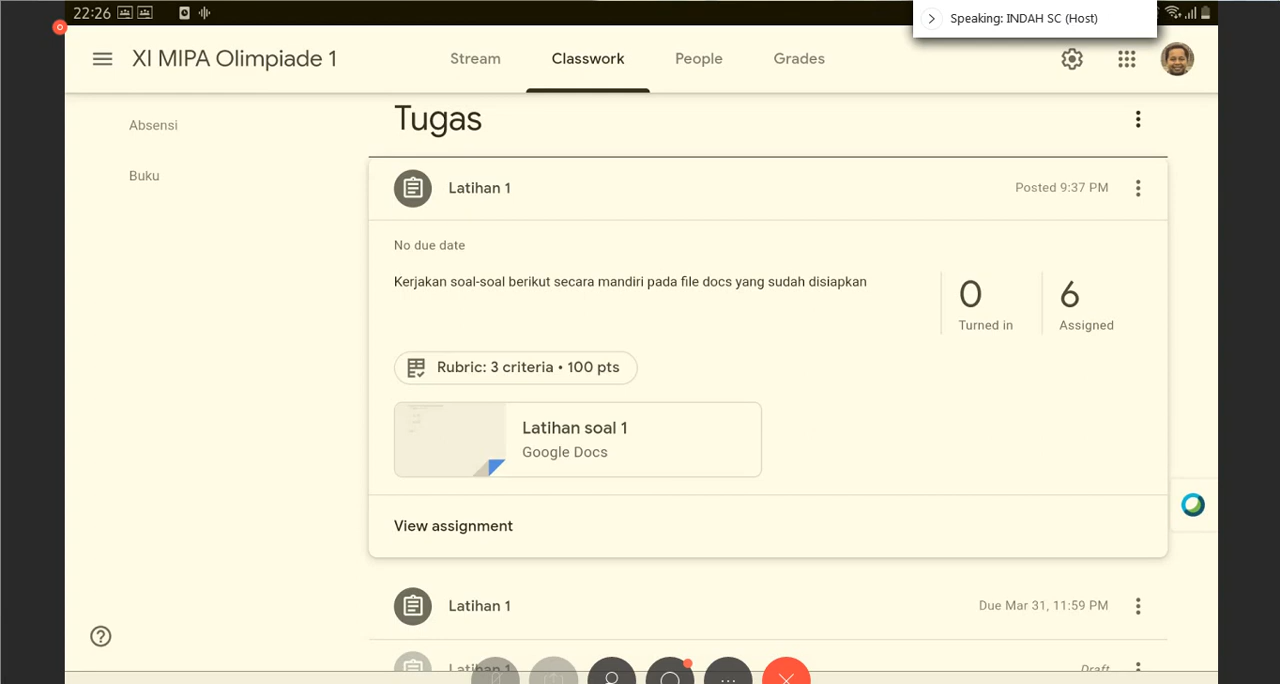 22:26
Speaking: INDAH SC (Host)
XI MIPA Olimpiade 1
Stream
Classwork
People
Grades
Absensi
Buku
Tugas
Latihan 1
Posted 9:37 PM
No due date
Kerjakan soal-soal berikut secara mandiri pada file docs yang sudah disiapkan
0
Turned in
6
Assigned
Rubric: 3 criteria • 100 pts
Latihan soal 1
Google Docs
View assignment
Latihan 1
Due Mar 31, 11:59 PM
Latihan 1
Draft